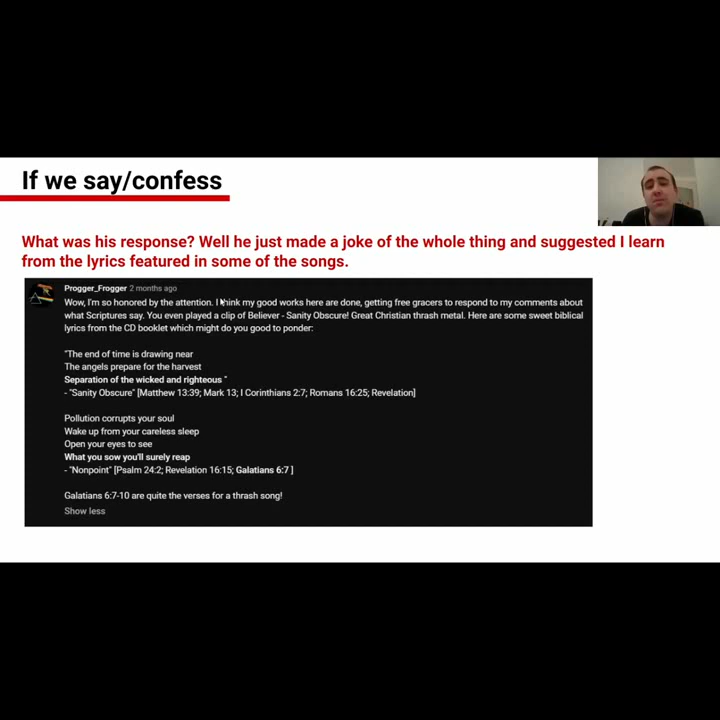 If we say/confess
What was his response? Well he just made a joke of the whole thing and suggested I learn
from the lyrics featured in some of the songs.
Progger_Frogger 2 months ago
Wow, I'm so honored by the attention. I think my good works here are done, getting free gracers to respond to my comments about
what Scriptures say. You even played a clip of Believer - Sanity Obscure! Great Christian thrash metal. Here are some sweet biblical
lyrics from the CD booklet which might do you good to ponder:
"The end of time is drawing near
The angels prepare for the harvest
Separation of the wicked and righteous "
- "Sanity Obscure" [Matthew 13:39; Mark 13; I Corinthians 2:7; Romans 16:25; Revelation]
Pollution corrupts your soul
Wake up from your careless sleep
Open your eyes to see
What you sow you'll surely reap
- "Nonpoint" [Psalm 24:2; Revelation 16:15; Galatians 6:7 ]
Galatians 6:7-10 are quite the verses for a thrash song!
Show less